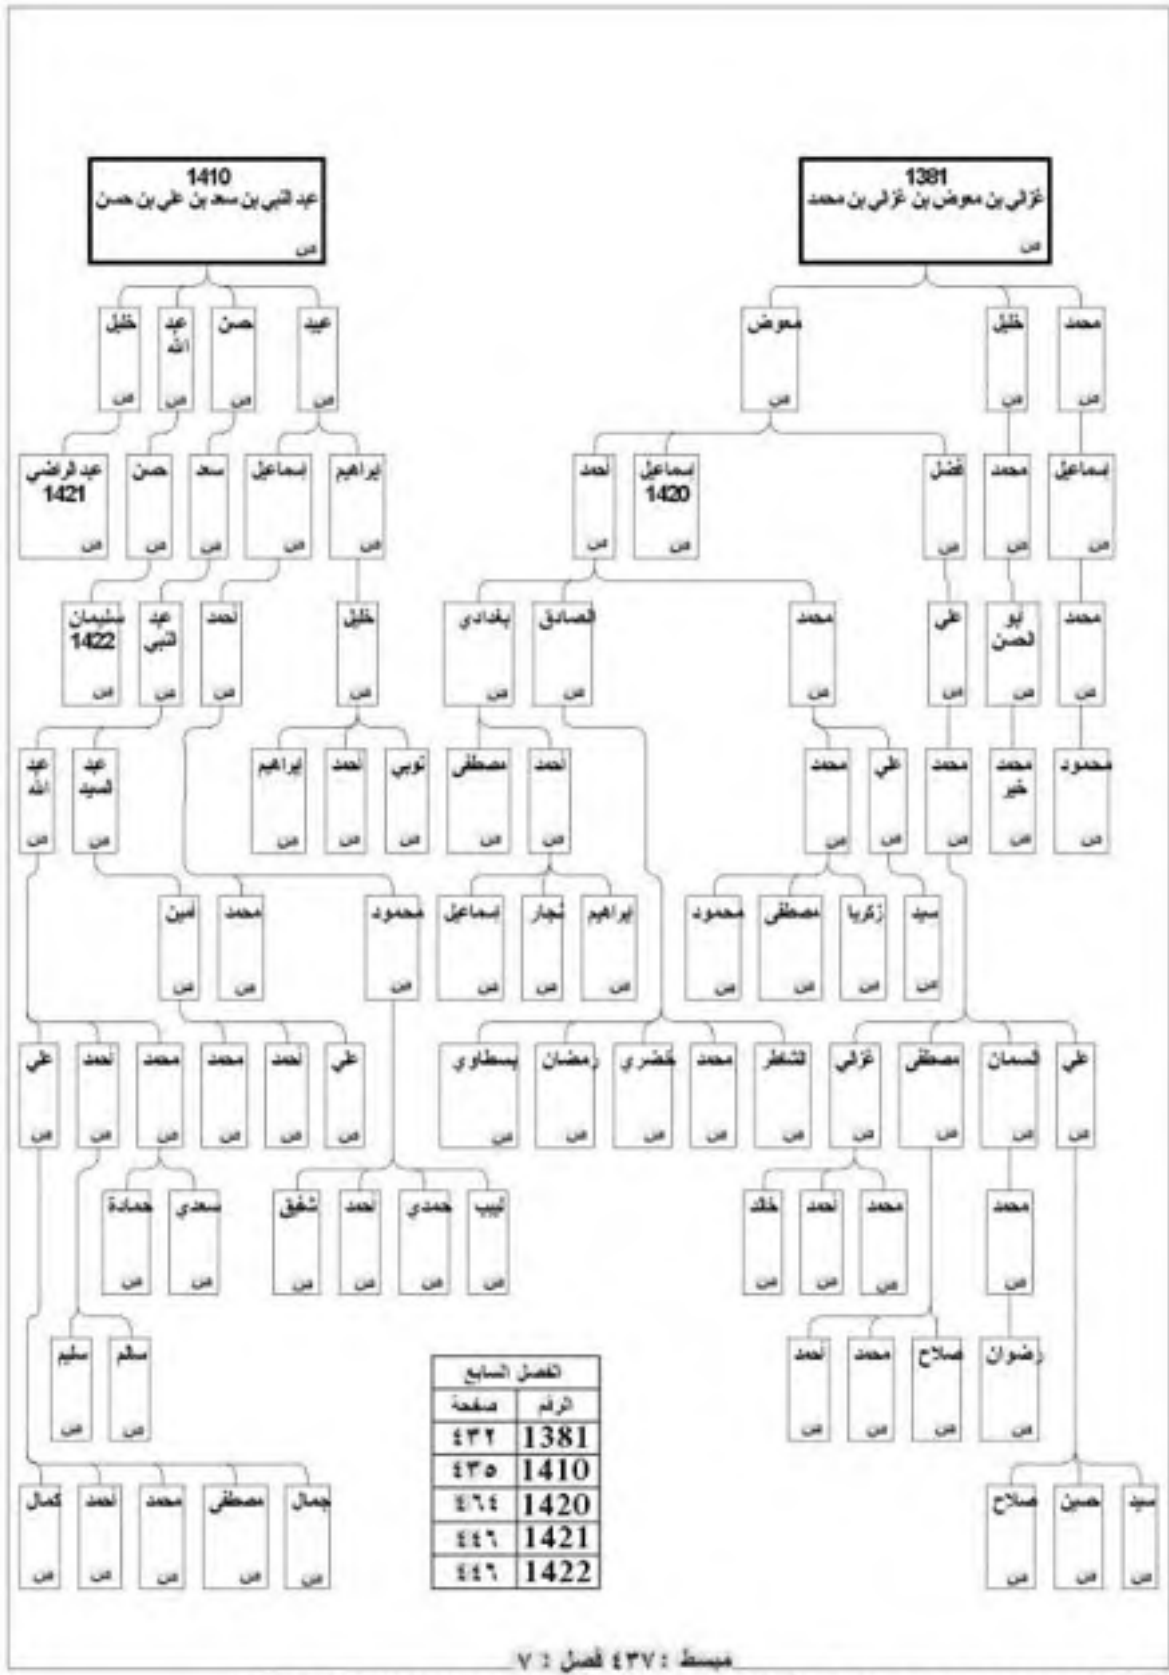 1381
غزالي بن معوض بن غزالي بن محمد
ص
1410
عبد النبي بن سعد بن علي بن حسن
ص
محمد
ص
خليل
ص
معوض
ص
عبيد
ص
حسن
ص
عبد
الله
ص
خليل
ص
إسماعيل
ص
محمد
ص
فضل
ص
إسماعيل
1420
ص
أحمد
ص
إبراهيم
ص
إسماعيل
ص
سعد
ص
حسن
ص
عبد الراضي
1421
ص
محمد
ص
أبو
الحسن
ص
علي
ص
محمد
ص
الصادق
ص
بغدادي
ص
خليل
ص
أحمد
ص
عبد
النبي
ص
سليمان
1422
ص
محمود
ص
محمد
خير
ص
محمد
ص
علي
ص
محمد
ص
أحمد
ص
مصطفى
ص
نوبي
ص
أحمد
ص
إبراهيم
ص
عبد
السيد
ص
عبد
الله
ص
سيد
ص
زكريا
ص
مصطفى
ص
محمود
ص
إبراهيم
ص
نجار
ص
إسماعيل
ص
محمود
ص
محمد
ص
أمين
ص
علي
ص
السمان
ص
مصطفى
ص
غزالي
ص
الشاطر
ص
محمد
ص
خضري
ص
رمضان
ص
بسطاوي
ص
علي
ص
أحمد
ص
محمد
ص
محمد
ص
أحمد
ص
علي
ص
محمد
ص
محمد
ص
أحمد
ص
خالد
ص
لبيب
ص
حمدي
ص
أحمد
ص
شفيق
ص
سعدي
ص
حمادة
ص
رضوان
ص
صلاح
ص
محمد
ص
أحمد
ص
سالم
ص
سليم
ص
سيد
ص
حسين
ص
صلاح
ص
جمال
ص
مصطفى
ص
محمد
ص
أحمد
ص
كمال
ص
الفصل السابع
الرقم صفحة
1381 ٤٣٢
1410 ٤٣٥
1420 ٤٦٤
1421 ٤٤٦
1422 ٤٤٦
مبسط : ٤٣٧ فصل : ٧